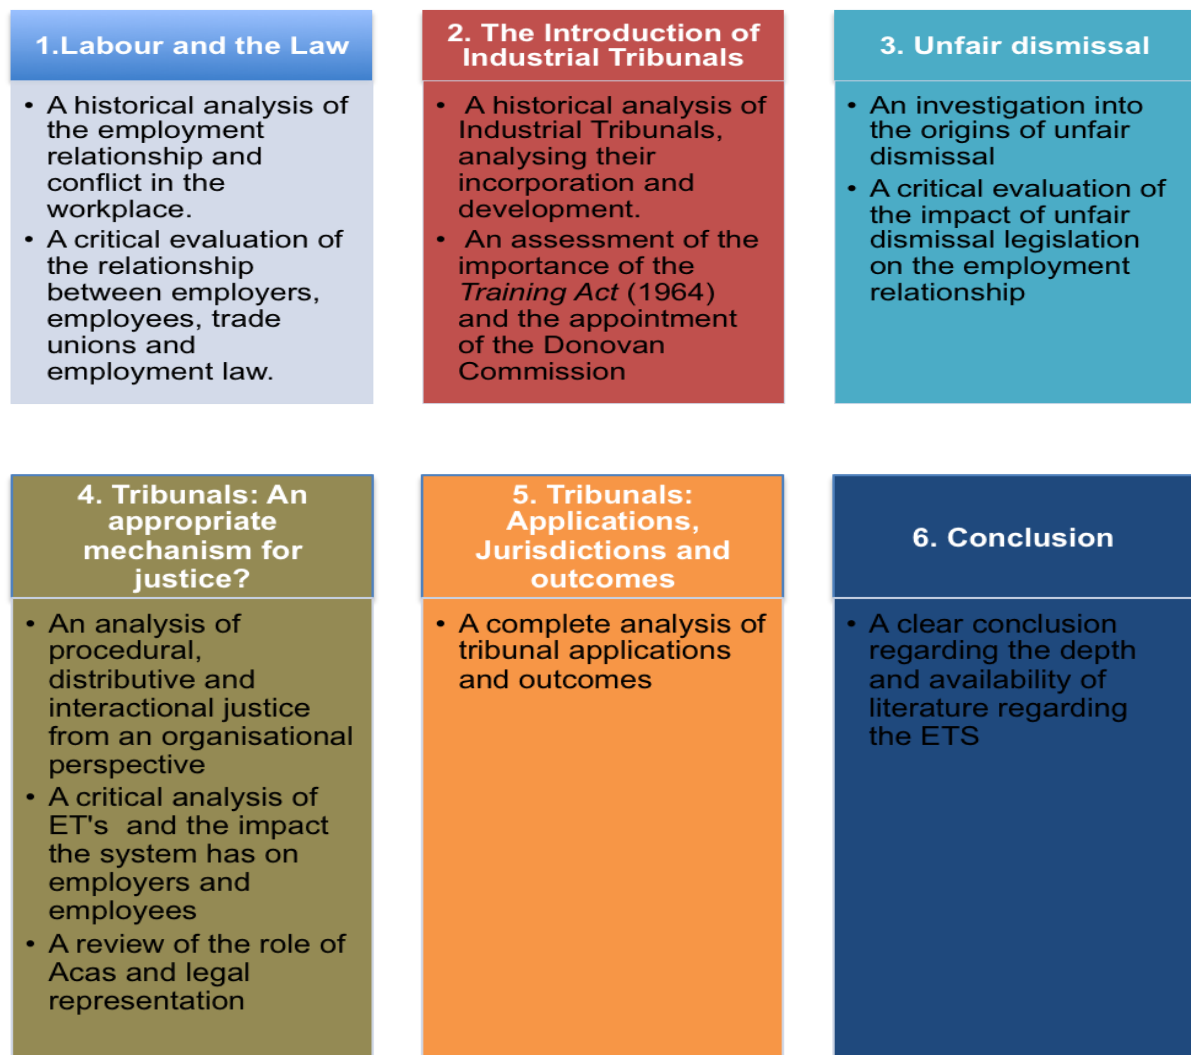 1.Labour and the Law
• A historical analysis of
the employment
relationship and
conflict in the
workplace.
• A critical evaluation of
the relationship
between employers,
employees, trade
unions and
employment law.
2. The Introduction of
Industrial Tribunals
• A historical analysis of
Industrial Tribunals,
analysing their
incorporation and
development.
• An assessment of the
importance of the
Training Act (1964)
and the appointment
of the Donovan
Commission
3. Unfair dismissal
• An investigation into
the origins of unfair
dismissal
• A critical evaluation of
the impact of unfair
dismissal legislation
on the employment
relationship
4. Tribunals: An
appropriate
mechanism for
justice?
• An analysis of
procedural,
distributive and
interactional justice
from an organisational
perspective
• A critical analysis of
ET's and the impact
the system has on
employers and
employees
• A review of the role of
Acas and legal
representation
5. Tribunals:
Applications,
Jurisdictions and
outcomes
• A complete analysis of
tribunal applications
and outcomes
6. Conclusion
• A clear conclusion
regarding the depth
and availability of
literature regarding
the ETS